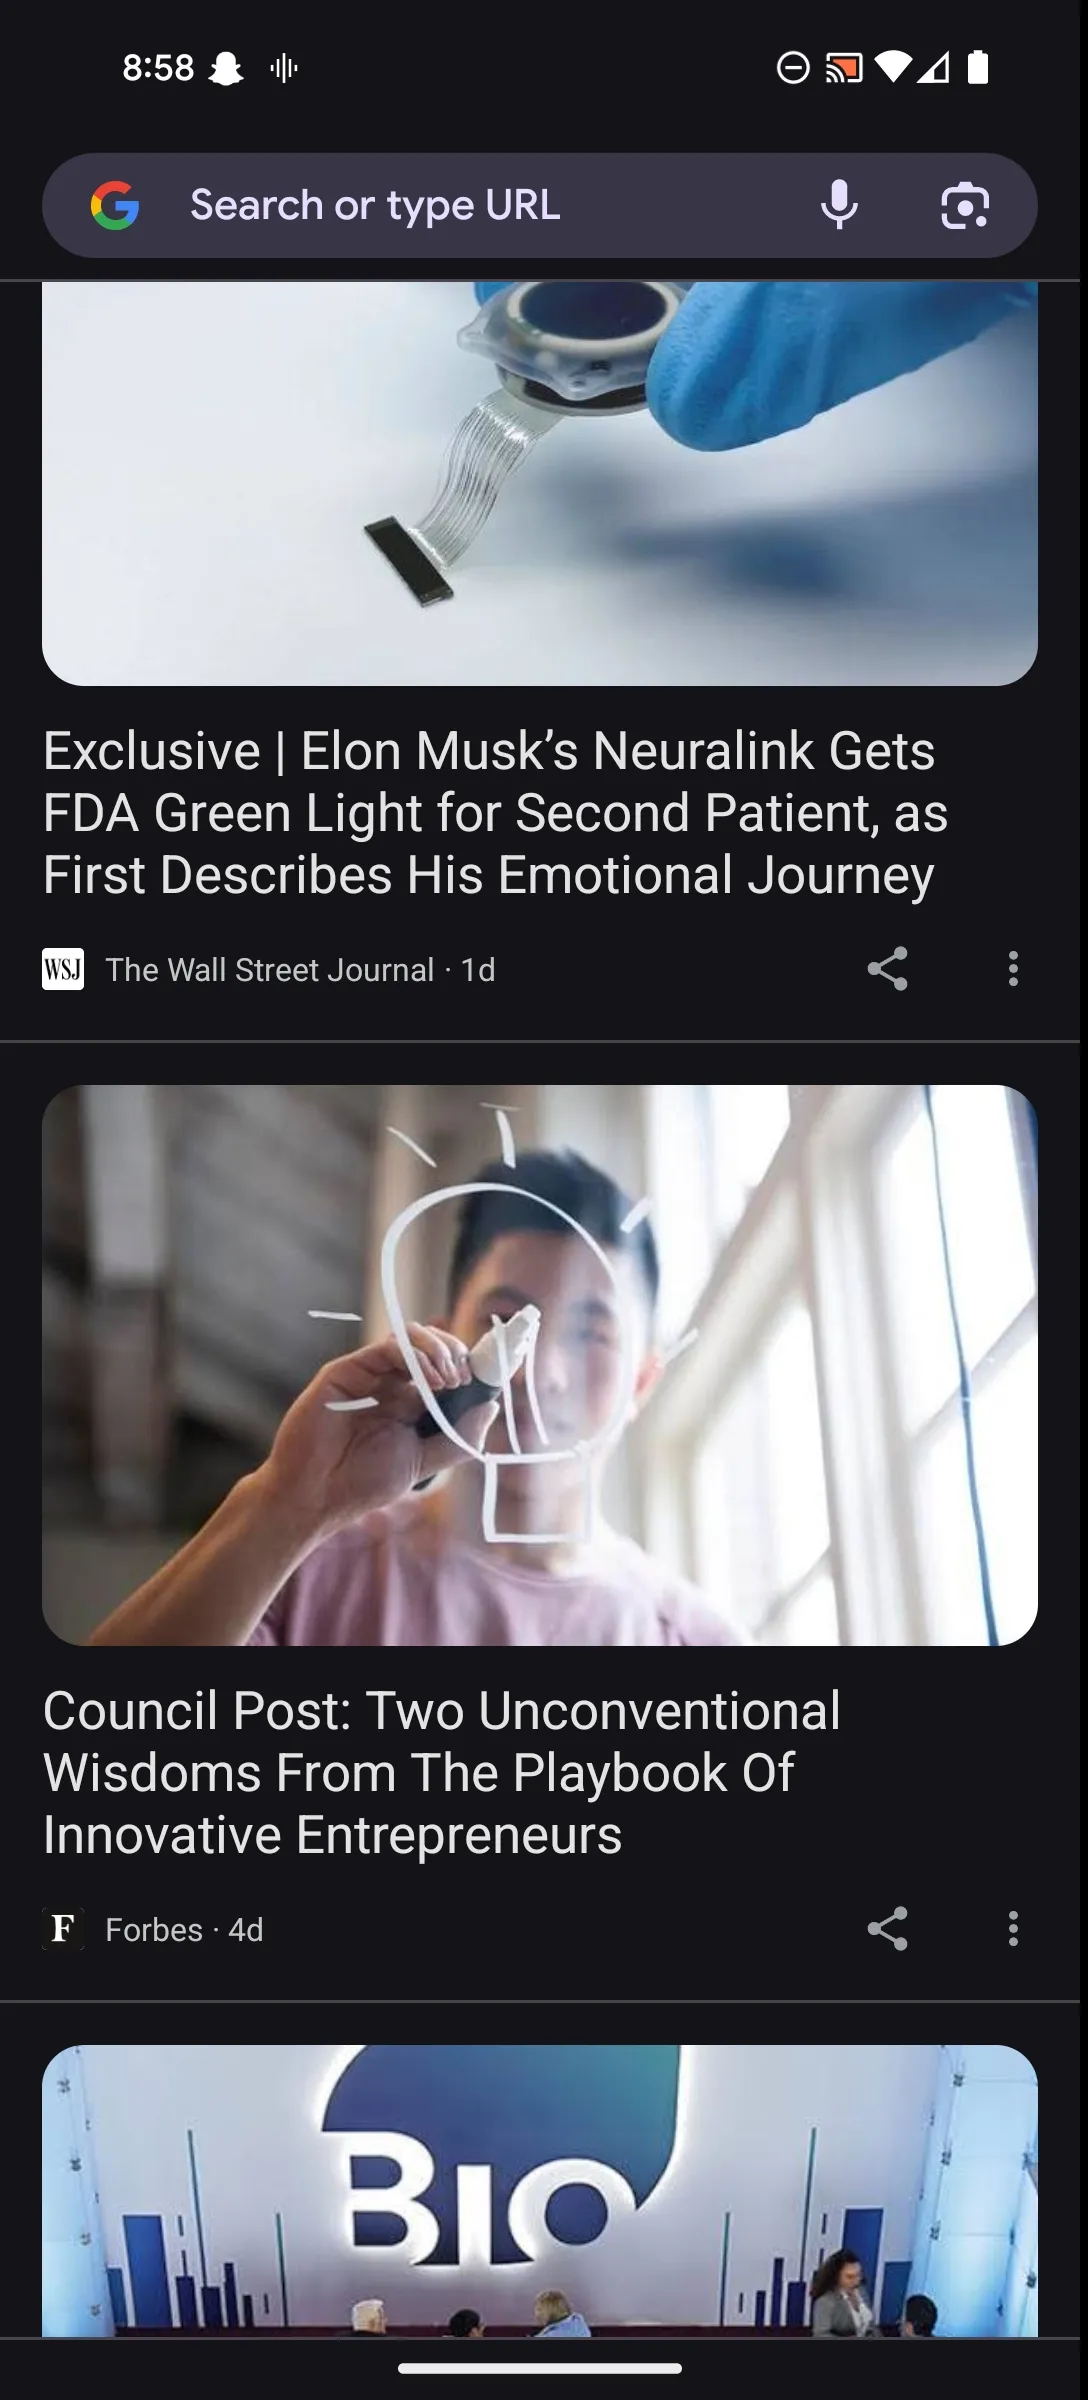 8:58
Search or type URL
Exclusive | Elon Musk’s Neuralink Gets
FDA Green Light for Second Patient, as
First Describes His Emotional Journey
WSJ The Wall Street Journal · 1d
Council Post: Two Unconventional
Wisdoms From The Playbook Of
Innovative Entrepreneurs
F Forbes · 4d
BIO